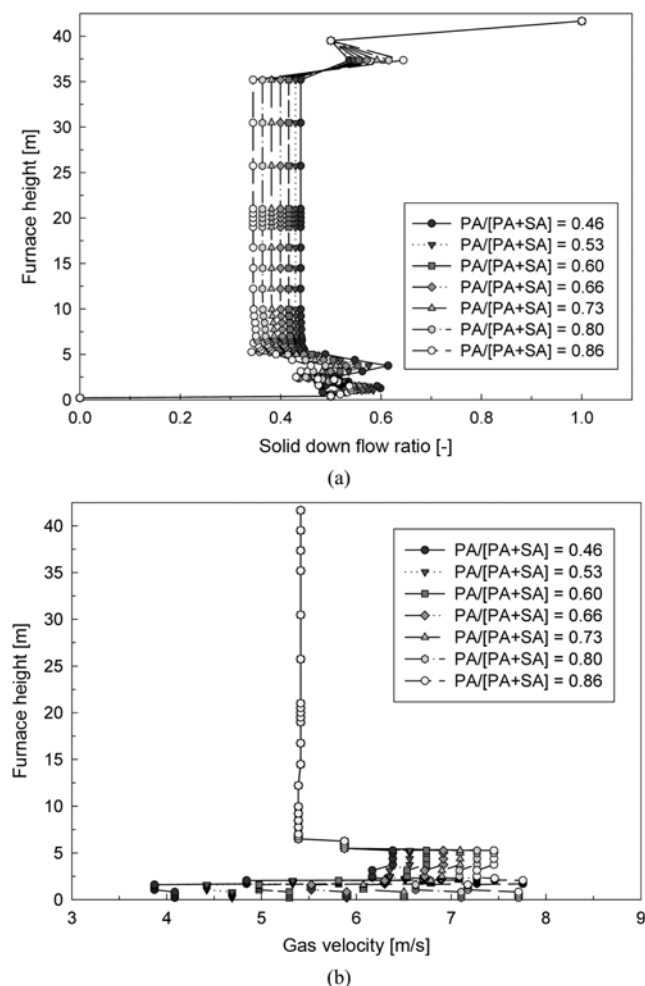 40
35
30
25
20
15
10
5
0
Furnace height [m]
PA/[PA+SA] = 0.46
PA/[PA+SA] = 0.53
PA/[PA+SA] = 0.60
PA/[PA+SA] = 0.66
PA/[PA+SA] = 0.73
PA/[PA+SA] = 0.80
PA/[PA+SA] = 0.86
0.0 0.2 0.4 0.6 0.8 1.0
Solid down flow ratio [-]
(a)
40
35
30
25
20
15
10
5
0
Furnace height [m]
PA/[PA+SA] = 0.46
PA/[PA+SA] = 0.53
PA/[PA+SA] = 0.60
PA/[PA+SA] = 0.66
PA/[PA+SA] = 0.73
PA/[PA+SA] = 0.80
PA/[PA+SA] = 0.86
3 4 5 6 7 8 9
Gas velocity [m/s]
(b)